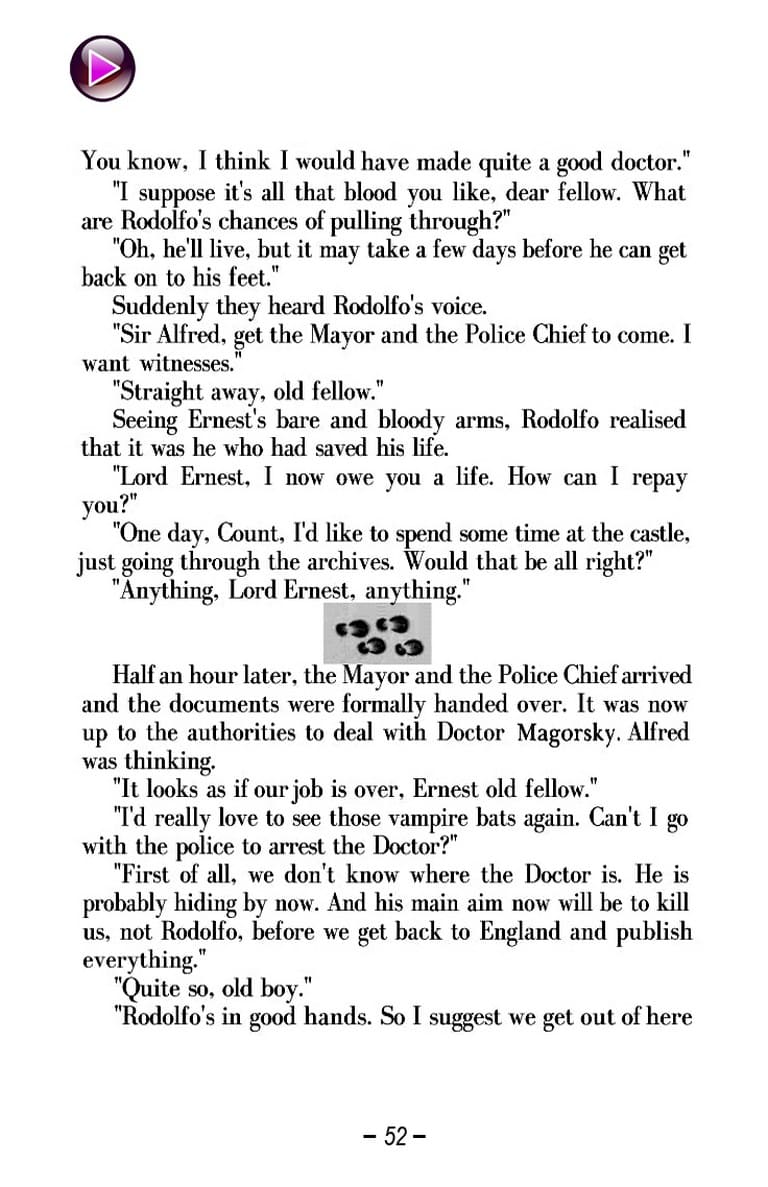 You know, I think I would have made quite a good doctor."
"I suppose it's all that blood you like, dear fellow. What
are Rodolfo's chances of pulling through?"
"Oh, he'll live, but it may take a few days before he can get
back on to his feet."
Suddenly they heard Rodolfo's voice.
"Sir Alfred, get the Mayor and the Police Chief to come. I
want witnesses."
"Straight away, old fellow."
Seeing Ernest's bare and bloody arms, Rodolfo realised
that it was he who had saved his life.
"Lord Ernest, I now owe you a life. How can I repay
you?"
"One day, Count, I'd like to spend some time at the castle,
just going through the archives. Would that be all right?"
"Anything, Lord Ernest, anything."
Half an hour later, the Mayor and the Police Chief arrived
and the documents were formally handed over. It was now
up to the authorities to deal with Doctor Magorsky. Alfred
was thinking.
"It looks as if our job is over, Ernest old fellow."
"I'd really love to see those vampire bats again. Can't I go
with the police to arrest the Doctor?"
"First of all, we don't know where the Doctor is. He is
probably hiding by now. And his main aim now will be to kill
us, not Rodolfo, before we get back to England and publish
everything."
"Quite so, old boy."
"Rodolfo's in good hands. So I suggest we get out of here
– 52 –